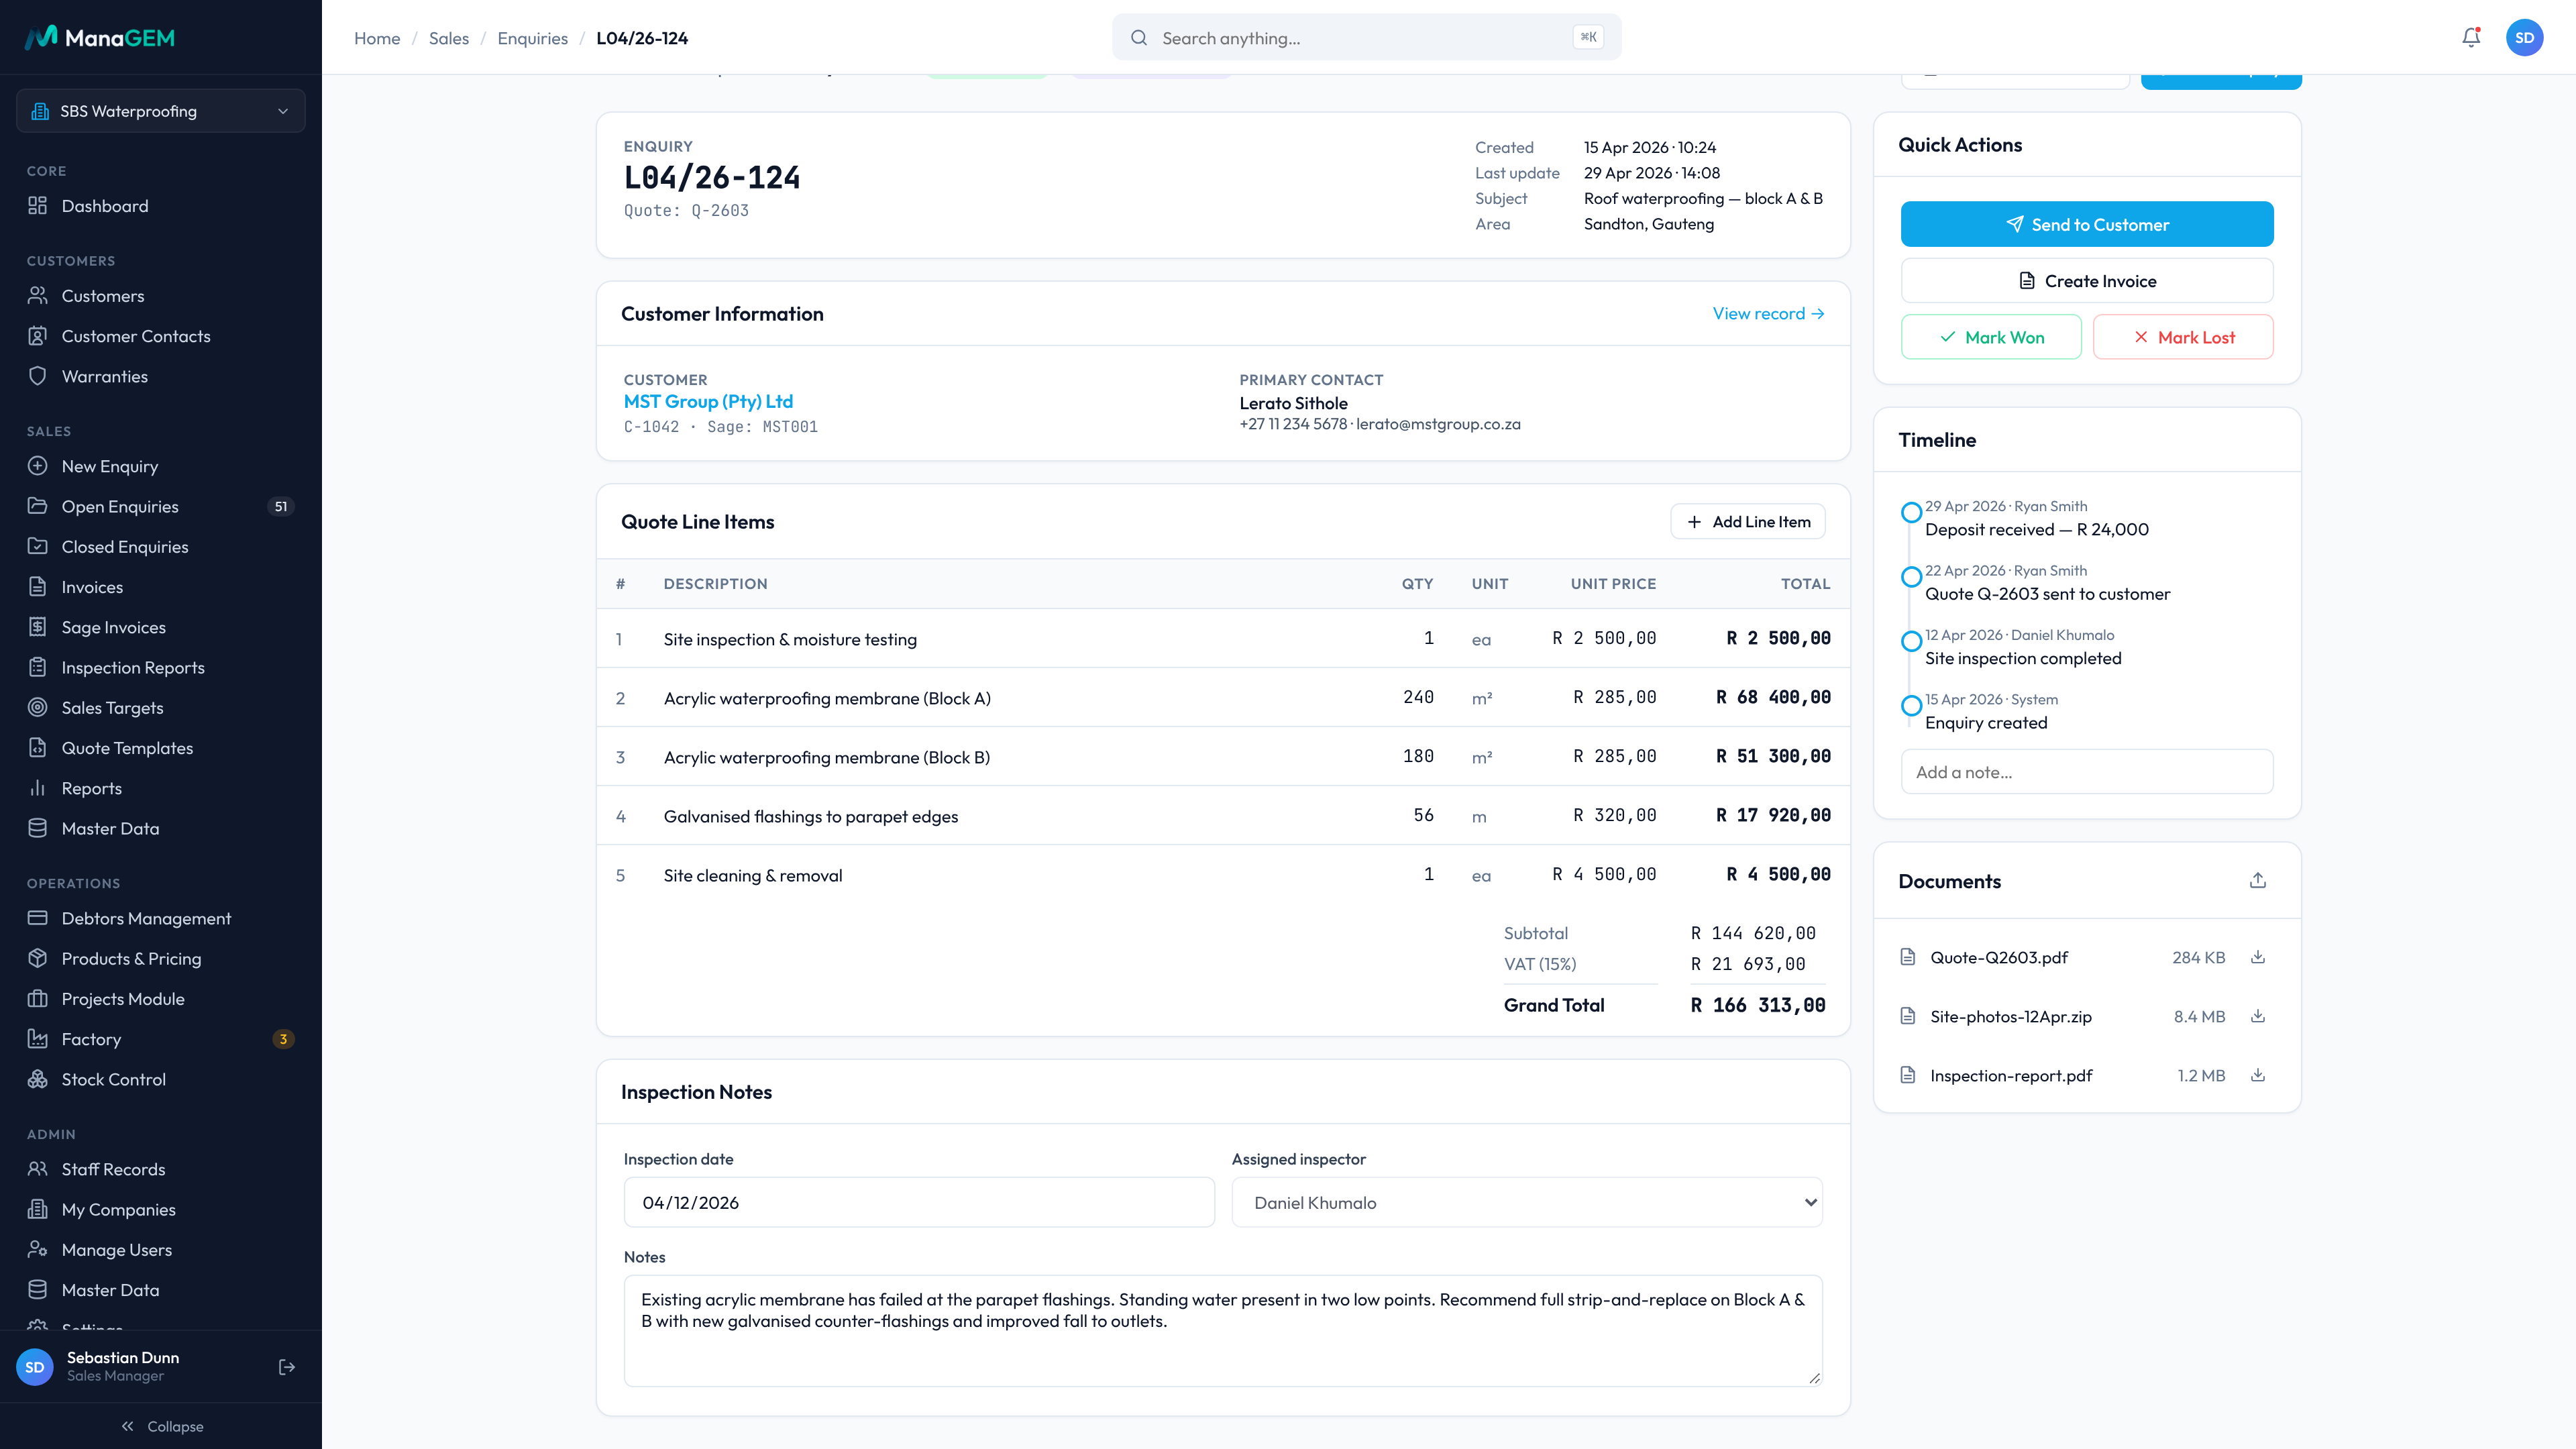 ManaGEM
Home / Sales / Enquiries / L04/26-124
Search anything...
⌘K
SD
SBS Waterproofing
CORE
Dashboard
CUSTOMERS
Customers
Customer Contacts
Warranties
SALES
New Enquiry
Open Enquiries 51
Closed Enquiries
Invoices
Sage Invoices
Inspection Reports
Sales Targets
Quote Templates
Reports
Master Data
OPERATIONS
Debtors Management
Products & Pricing
Projects Module
Factory 3
Stock Control
ADMIN
Staff Records
My Companies
Manage Users
Master Data
Settings
SD
Sebastian Dunn
Sales Manager
Collapse
ENQUIRY
L04/26-124
Quote: Q-2603
Created 15 Apr 2026 · 10:24
Last update 29 Apr 2026 · 14:08
Subject Roof waterproofing — block A & B
Area Sandton, Gauteng
Customer Information
View record →
CUSTOMER
MST Group (Pty) Ltd
C-1042 · Sage: MST001
PRIMARY CONTACT
Lerato Sithole
+27 11 234 5678 · lerato@mstgroup.co.za
Quote Line Items
Add Line Item
# DESCRIPTION QTY UNIT UNIT PRICE TOTAL
1 Site inspection & moisture testing 1 ea R 2 500,00 R 2 500,00
2 Acrylic waterproofing membrane (Block A) 240 m² R 285,00 R 68 400,00
3 Acrylic waterproofing membrane (Block B) 180 m² R 285,00 R 51 300,00
4 Galvanised flashings to parapet edges 56 m R 320,00 R 17 920,00
5 Site cleaning & removal 1 ea R 4 500,00 R 4 500,00
Subtotal R 144 620,00
VAT (15%) R 21 693,00
Grand Total R 166 313,00
Inspection Notes
Inspection date
04/12/2026
Assigned inspector
Daniel Khumalo
Notes
Existing acrylic membrane has failed at the parapet flashings. Standing water present in two low points. Recommend full strip-and-replace on Block A &
B with new galvanised counter-flashings and improved fall to outlets.
Quick Actions
Send to Customer
Create Invoice
Mark Won
Mark Lost
Timeline
29 Apr 2026 · Ryan Smith
Deposit received — R 24,000
22 Apr 2026 · Ryan Smith
Quote Q-2603 sent to customer
12 Apr 2026 · Daniel Khumalo
Site inspection completed
15 Apr 2026 · System
Enquiry created
Add a note...
Documents
Quote-Q2603.pdf 284 KB
Site-photos-12Apr.zip 8.4 MB
Inspection-report.pdf 1.2 MB